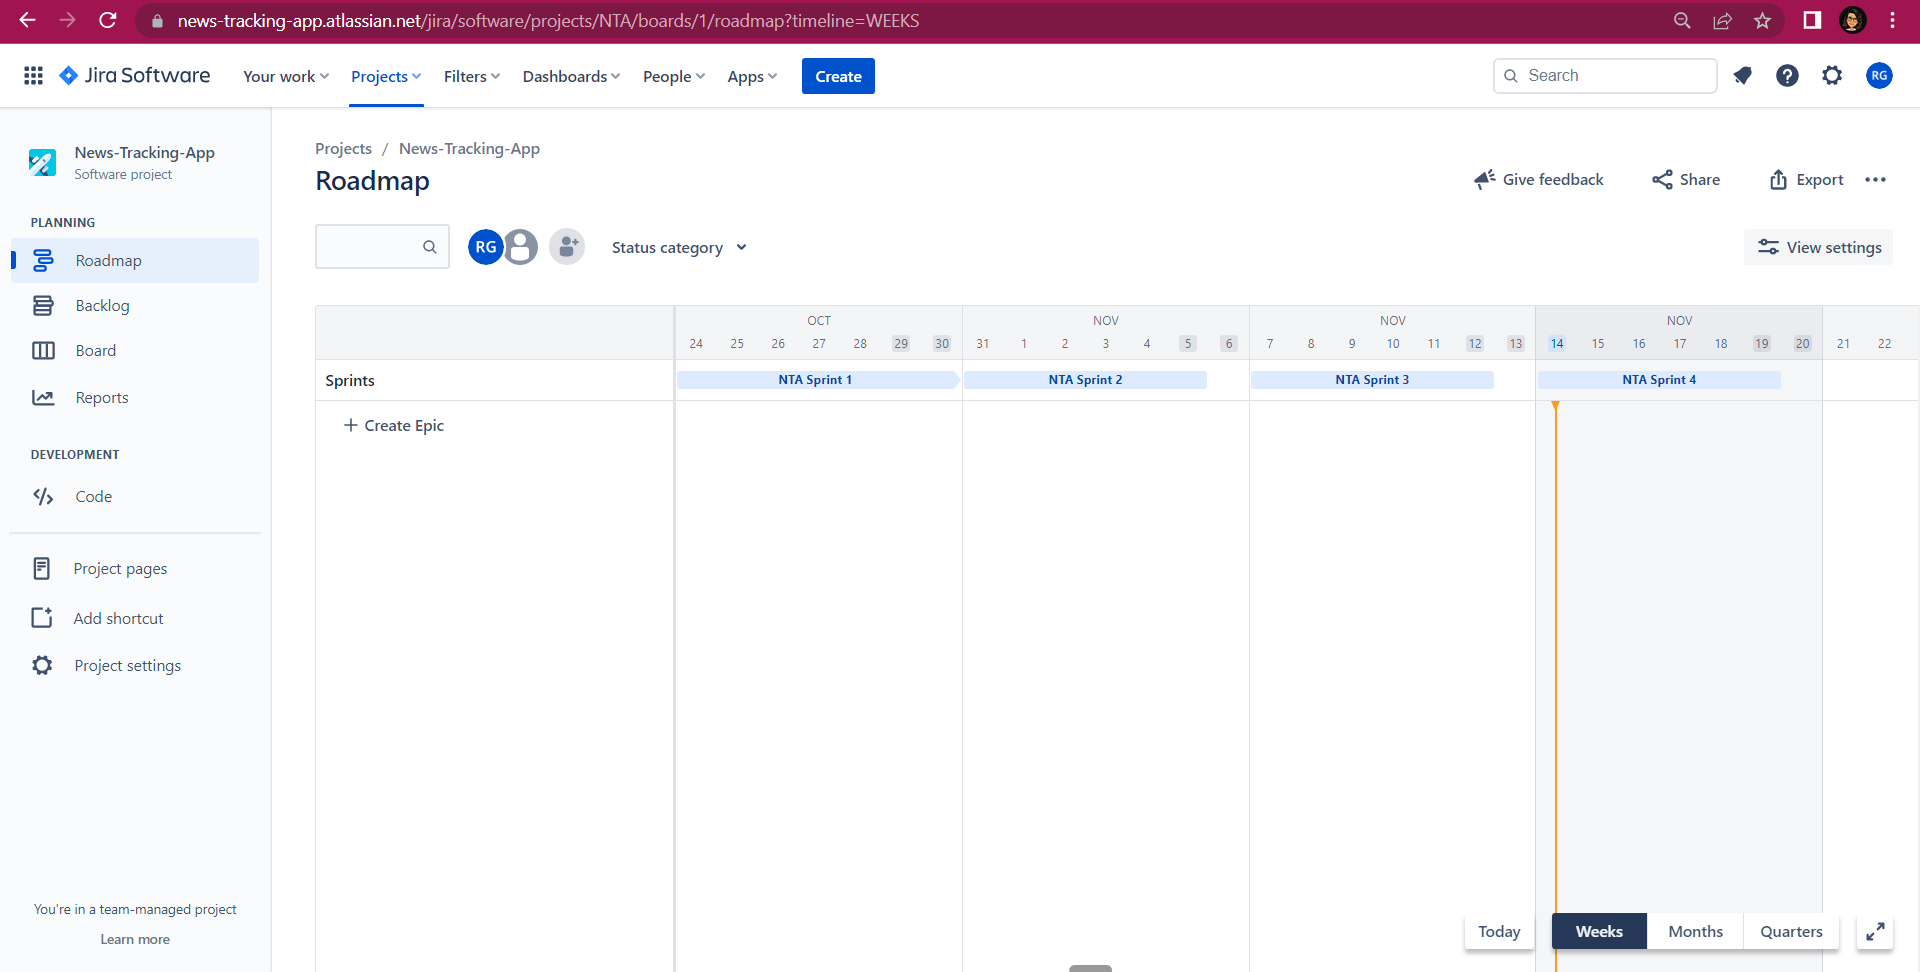 news-tracking-app.atlassian.net/jira/software/projects/NTA/boards/1/roadmap?timeline=WEEKS
Jira Software Your work Projects Filters Dashboards People Apps Create Search RG
News-Tracking-App
Software project
PLANNING
Roadmap
Backlog
Board
Reports
DEVELOPMENT
Code
Project pages
Add shortcut
Project settings
You're in a team-managed project
Learn more
Projects / News-Tracking-App
Roadmap
Give feedback Share Export
RG Status category View settings
OCT NOV NOV NOV
24 25 26 27 28 29 30 31 1 2 3 4 5 6 7 8 9 10 11 12 13 14 15 16 17 18 19 20 21 22
Sprints NTA Sprint 1 NTA Sprint 2 NTA Sprint 3 NTA Sprint 4
Create Epic
Today Weeks Months Quarters